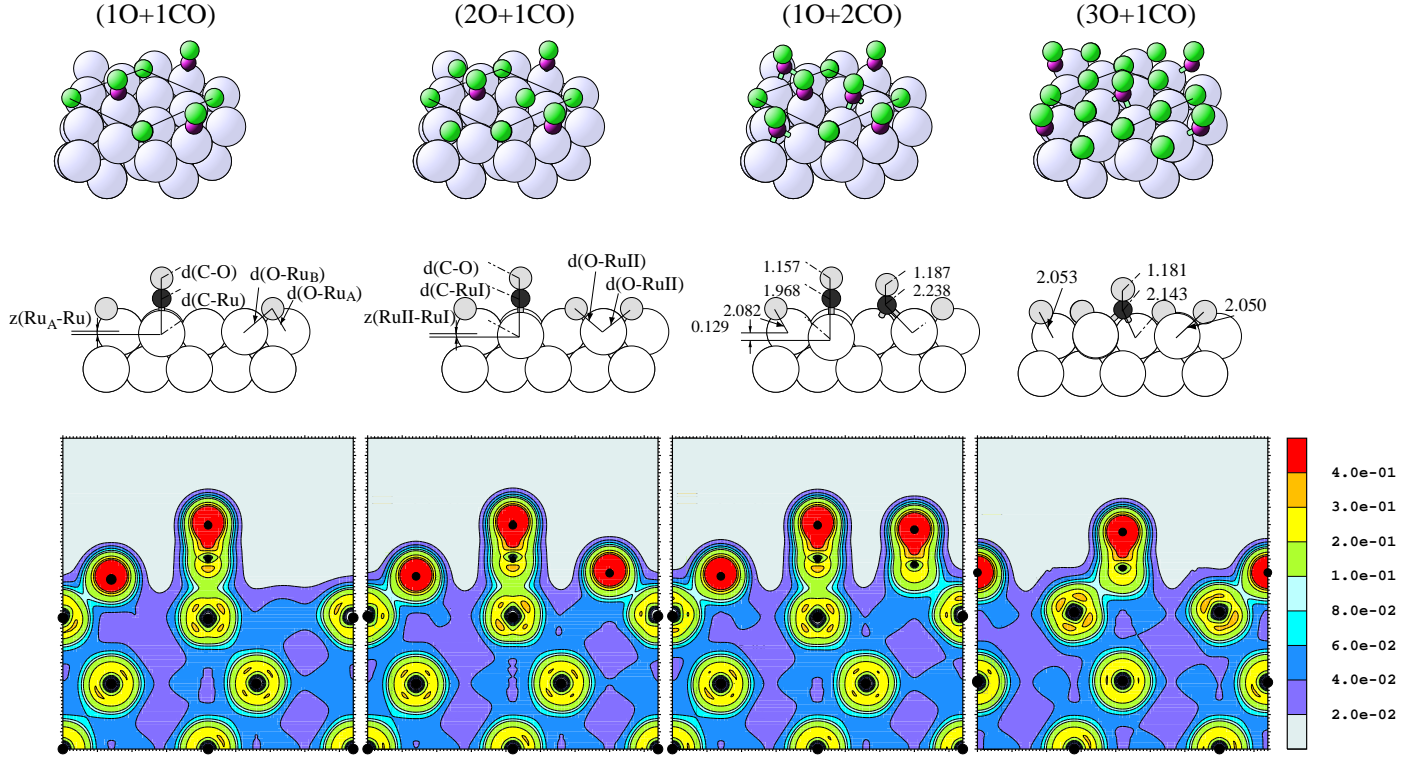 (1O+1CO)
(2O+1CO)
(1O+2CO)
(3O+1CO)
d(C-O)
d(O-RuB)
d(C-Ru)
d(O-RuA)
z(RuA-Ru)
d(C-O)
d(O-RuII)
d(C-RuI)
d(O-RuII)
z(RuII-RuI)
1.157
1.187
1.968
2.238
2.082
0.129
2.053
1.181
2.143
2.050
4.0e-01
3.0e-01
2.0e-01
1.0e-01
8.0e-02
6.0e-02
4.0e-02
2.0e-02